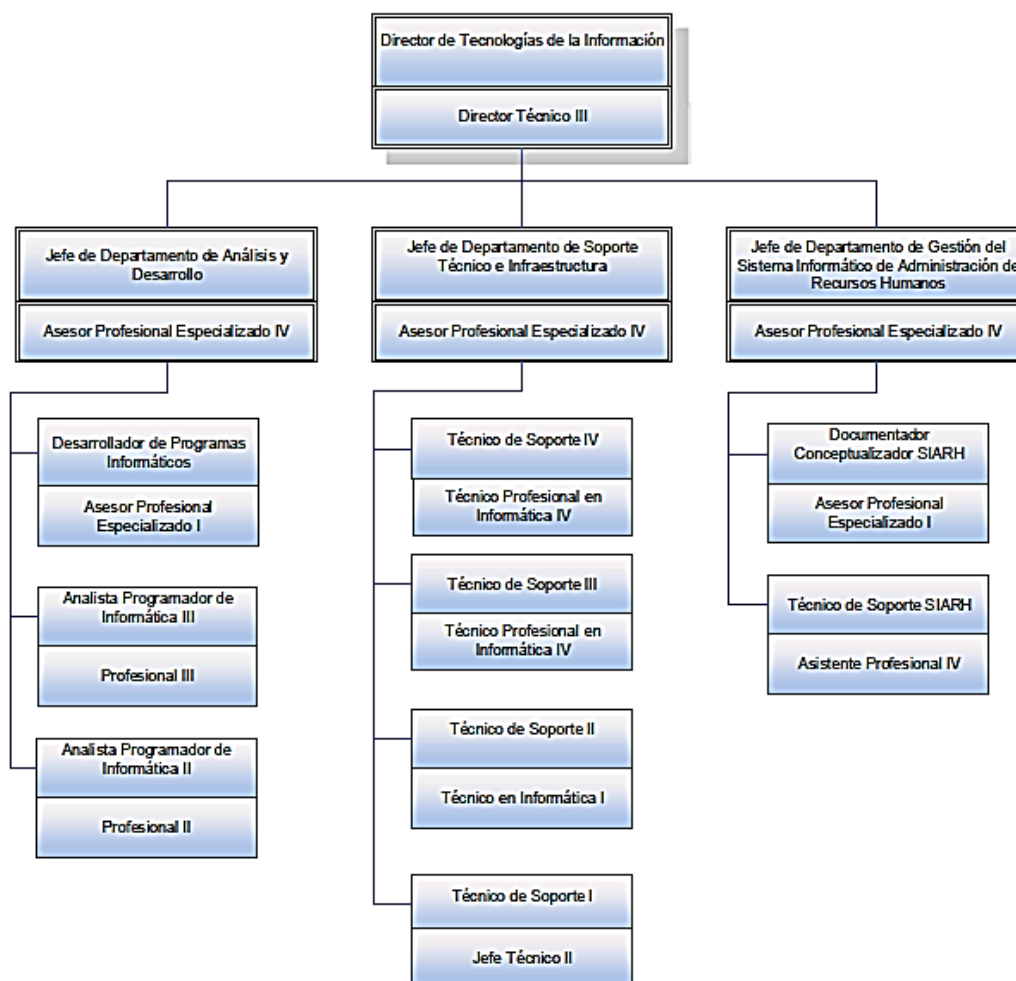 Director de Tecnologías de la Información
Director Técnico III
Jefe de Departamento de Análisis y
Desarrollo
Asesor Profesional Especializado IV
Jefe de Departamento de Soporte
Técnico e Infraestructura
Asesor Profesional Especializado IV
Jefe de Departamento de Gestión del
Sistema Informático de Administración de
Recursos Humanos
Asesor Profesional Especializado IV
Desarrollador de Programas
Informáticos
Asesor Profesional
Especializado I
Analista Programador de
Informática III
Profesional III
Analista Programador de
Informática II
Profesional II
Técnico de Soporte IV
Técnico Profesional en
Informática IV
Técnico de Soporte III
Técnico Profesional en
Informática IV
Técnico de Soporte II
Técnico en Informática I
Técnico de Soporte I
Jefe Técnico II
Documentador
Conceptualizador SIARH
Asesor Profesional
Especializado I
Técnico de Soporte SIARH
Asistente Profesional IV